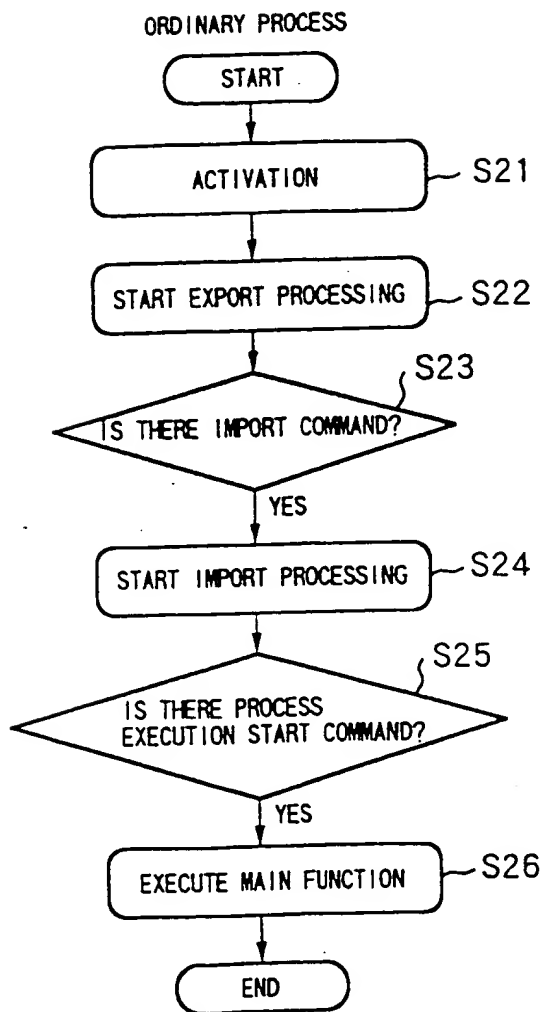 ORDINARY PROCESS
START
ACTIVATION
S21
START EXPORT PROCESSING
S22
S23
IS THERE IMPORT COMMAND?
YES
START IMPORT PROCESSING
S24
S25
IS THERE PROCESS
EXECUTION START COMMAND?
YES
EXECUTE MAIN FUNCTION
S26
END